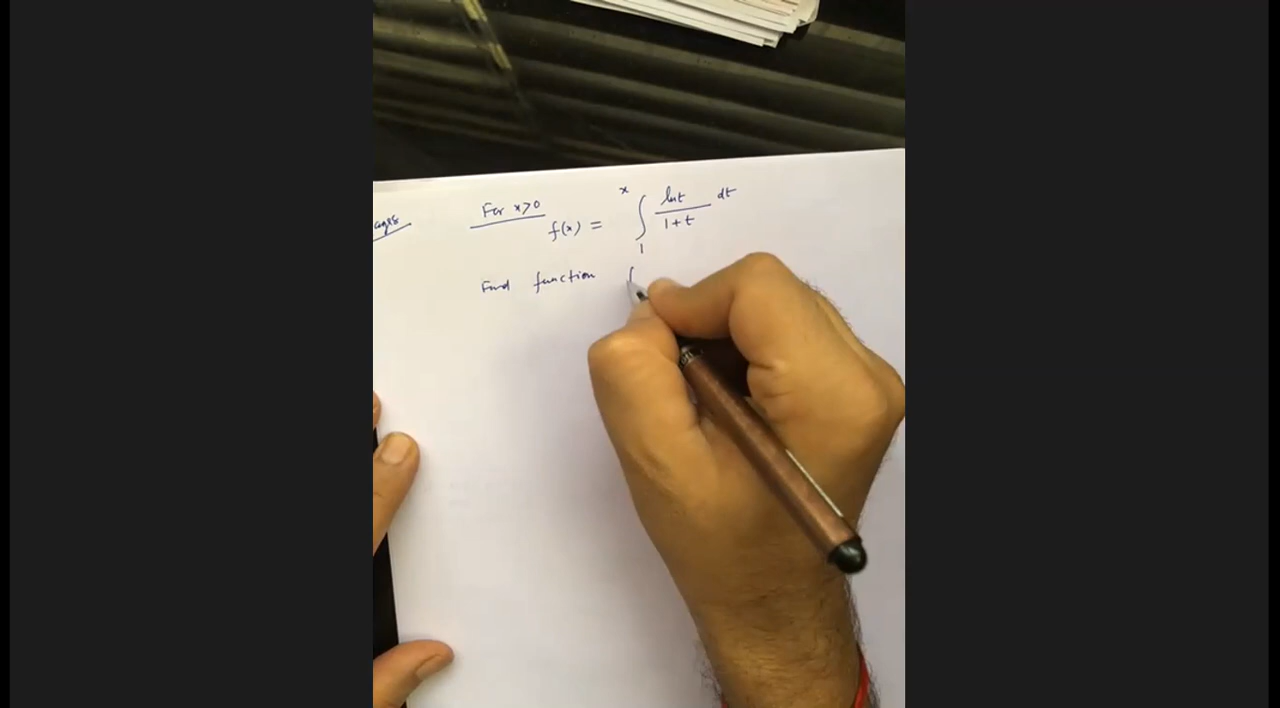 For x>0 f(x) = ∫₁ˣ ln t / (1+t) dt
Find function